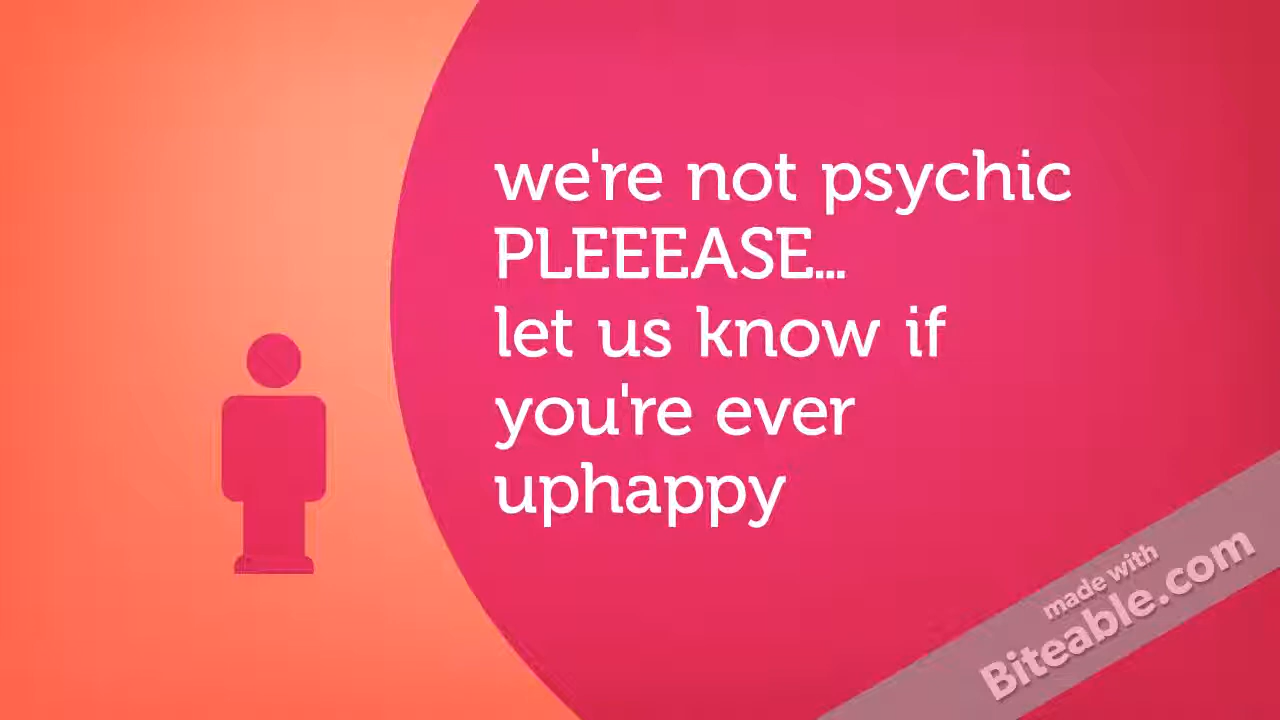 we're not psychic
PLEEEASE...
let us know if
you're ever
uphappy
made with
Biteable.com